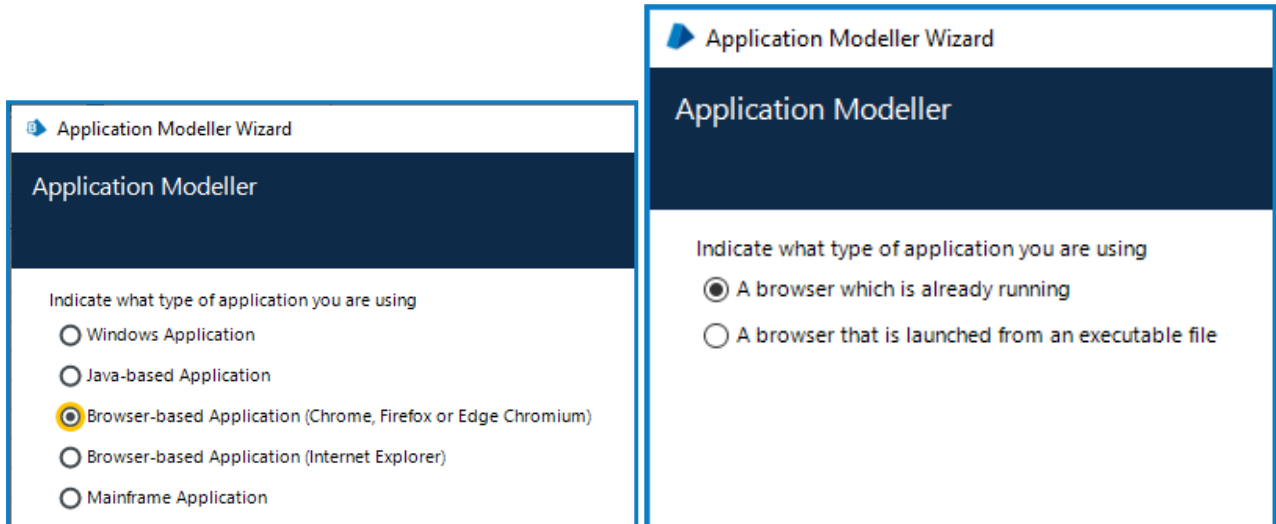 Application Modeller Wizard
Application Modeller
Indicate what type of application you are using
Windows Application
Java-based Application
Browser-based Application (Chrome, Firefox or Edge Chromium)
Browser-based Application (Internet Explorer)
Mainframe Application
Application Modeller Wizard
Application Modeller
Indicate what type of application you are using
A browser which is already running
A browser that is launched from an executable file